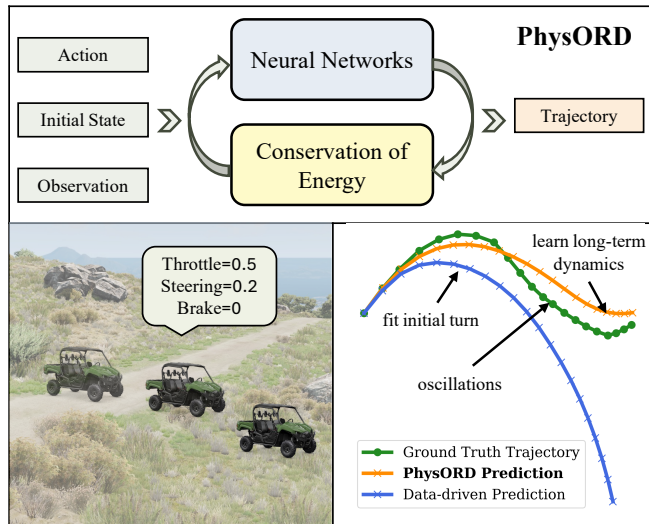 PhysORD
Action
Initial State
Observation
Neural Networks
Conservation of
Energy
Trajectory
Throttle=0.5
Steering=0.2
Brake=0
learn long-term
dynamics
fit initial turn
oscillations
Ground Truth Trajectory
PhysORD Prediction
Data-driven Prediction